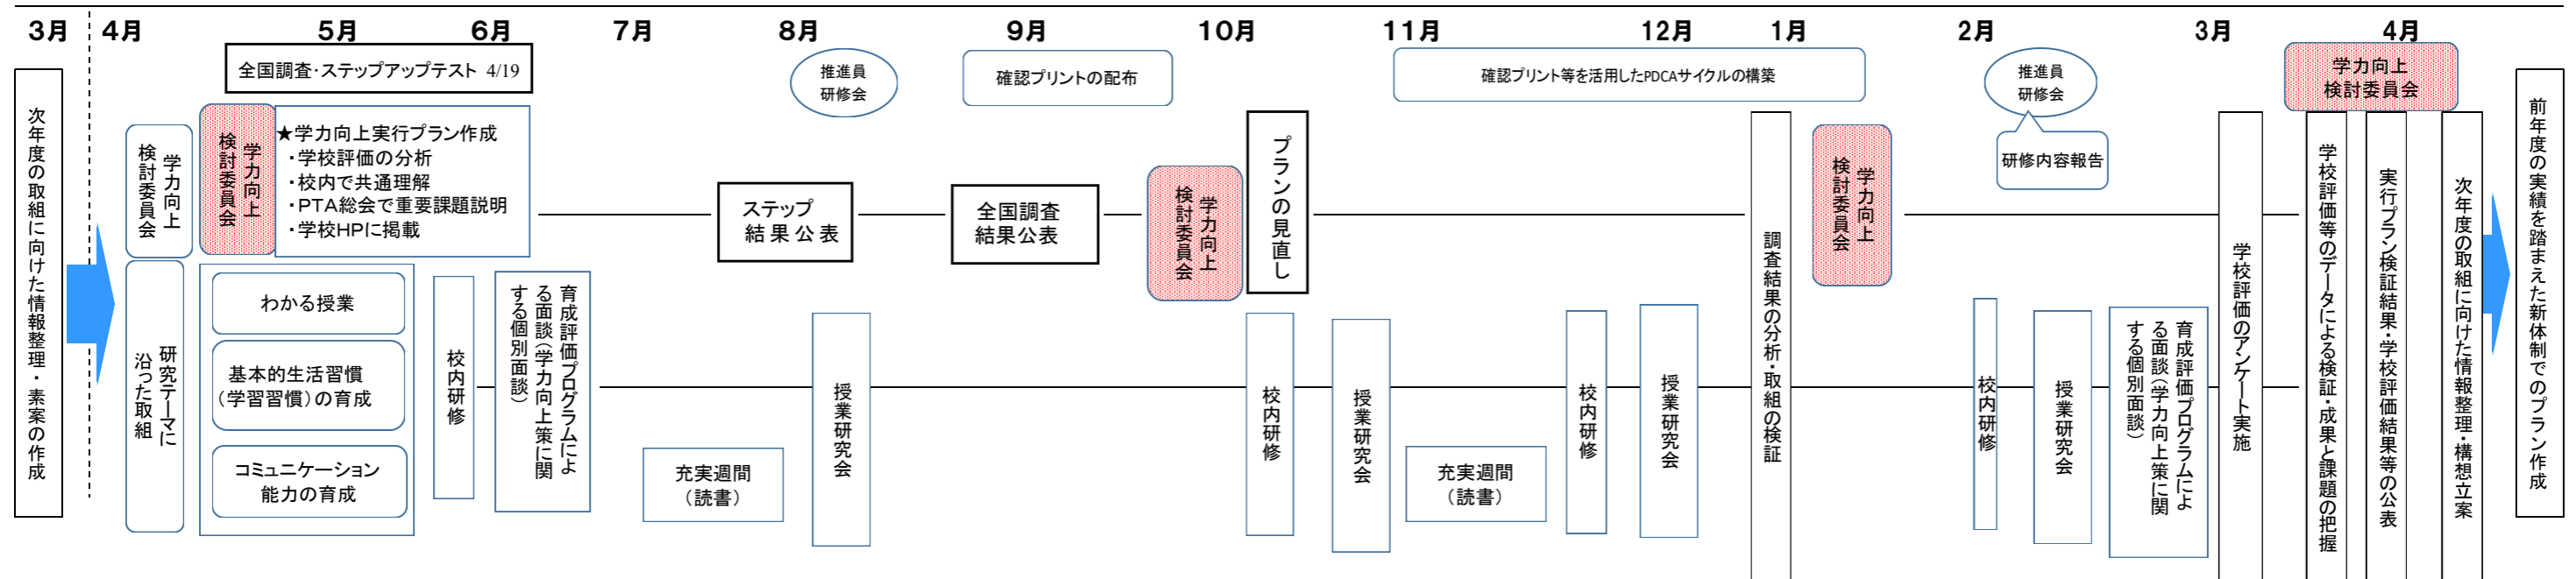 3月
4月
5月
6月
7月
8月
9月
10月
11月
12月
1月
2月
3月
4月
次年度の取組に向けた情報整理・素案の作成
全国調査・ステップアップテスト 4/19
学力向上
検討委員会
学力向上
検討委員会
★学力向上実行プラン作成
・学校評価の分析
・校内で共通理解
・PTA総会で重要課題説明
・学校HPに掲載
研究テーマに
沿った取組
わかる授業
基本的生活習慣
（学習習慣）の育成
コミュニケーション
能力の育成
校内研修
育成評価プログラムによ
る面談（学力向上策に関
する個別面談）
充実週間
（読書）
ステップ
結果公表
推進員
研修会
授業研究会
確認プリントの配布
全国調査
結果公表
学力向上
検討委員会
プランの見直し
校内研修
授業研究会
確認プリント等を活用したPDCAサイクルの構築
充実週間
（読書）
校内研修
授業研究会
調査結果の分析・取組の検証
学力向上
検討委員会
推進員
研修会
研修内容報告
校内研修
授業研究会
育成評価プログラムによ
る面談（学力向上策に関
する個別面談）
学校評価のアンケート実施
学力向上
検討委員会
学校評価等のデータによる検証・成果と課題の把握
実行プラン検証結果・学校評価結果等の公表
次年度の取組に向けた情報整理・構想立案
前年度の実績を踏まえた新体制でのプラン作成